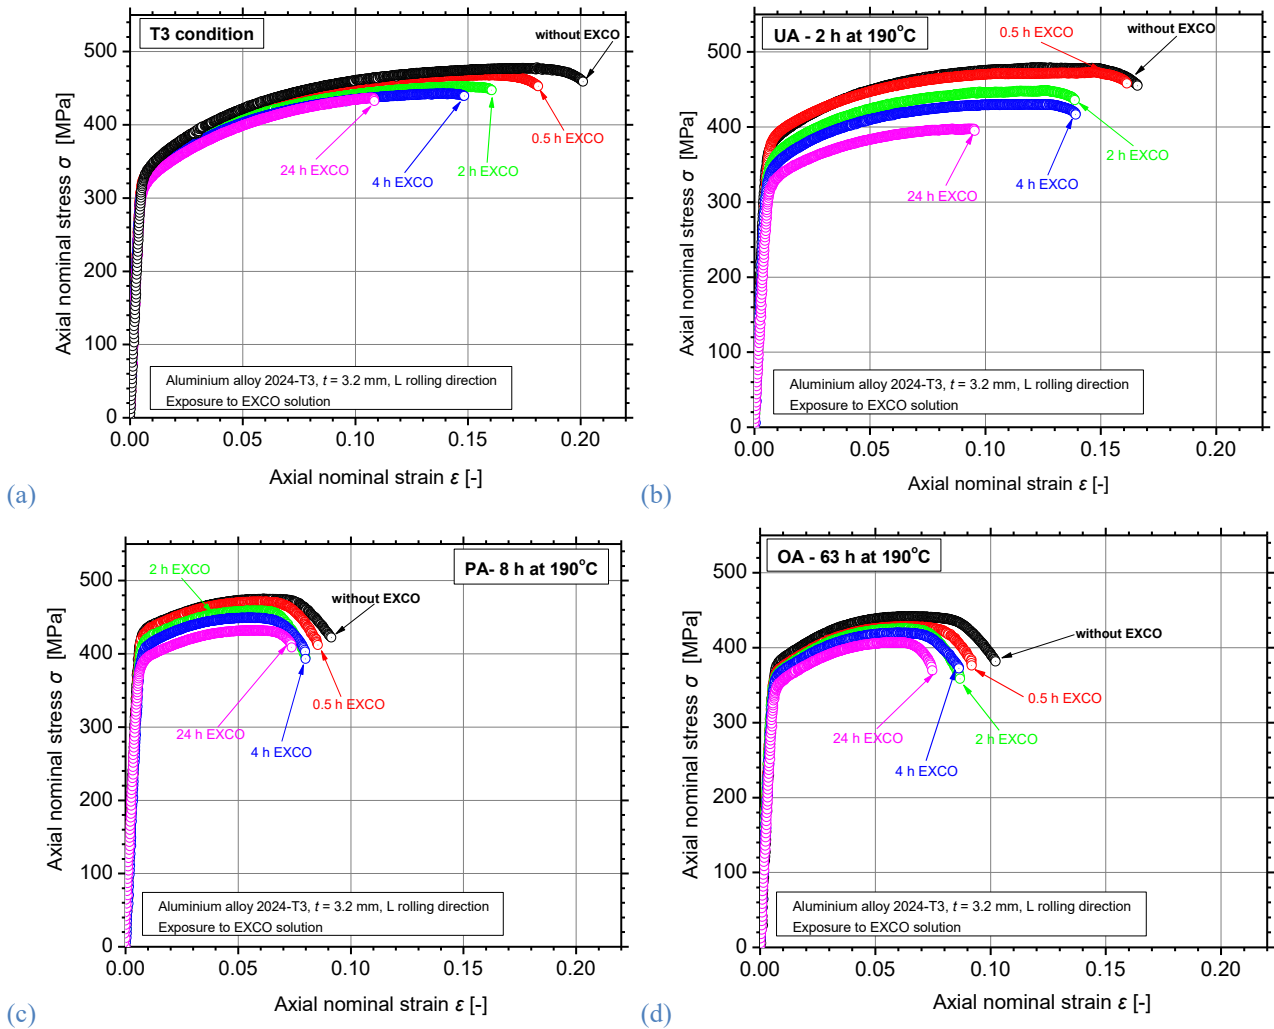 T3 condition
without EXCO
0.5 h EXCO
2 h EXCO
4 h EXCO
24 h EXCO
Aluminium alloy 2024-T3, t = 3.2 mm, L rolling direction
Exposure to EXCO solution
Axial nominal stress σ [MPa]
500
400
300
200
100
0
0.00 0.05 0.10 0.15 0.20
Axial nominal strain ε [-]
(a)
UA - 2 h at 190°C
0.5 h EXCO
without EXCO
2 h EXCO
4 h EXCO
24 h EXCO
Aluminium alloy 2024-T3, t = 3.2 mm, L rolling direction
Exposure to EXCO solution
Axial nominal stress σ [MPa]
500
400
300
200
100
0
0.00 0.05 0.10 0.15 0.20
Axial nominal strain ε [-]
(b)
PA- 8 h at 190°C
2 h EXCO
without EXCO
0.5 h EXCO
24 h EXCO
4 h EXCO
Aluminium alloy 2024-T3, t = 3.2 mm, L rolling direction
Exposure to EXCO solution
Axial nominal stress σ [MPa]
500
400
300
200
100
0
0.00 0.05 0.10 0.15 0.20
Axial nominal strain ε [-]
(c)
OA - 63 h at 190°C
without EXCO
0.5 h EXCO
24 h EXCO
2 h EXCO
4 h EXCO
Aluminium alloy 2024-T3, t = 3.2 mm, L rolling direction
Exposure to EXCO solution
Axial nominal stress σ [MPa]
500
400
300
200
100
0
0.00 0.05 0.10 0.15 0.20
Axial nominal strain ε [-]
(d)